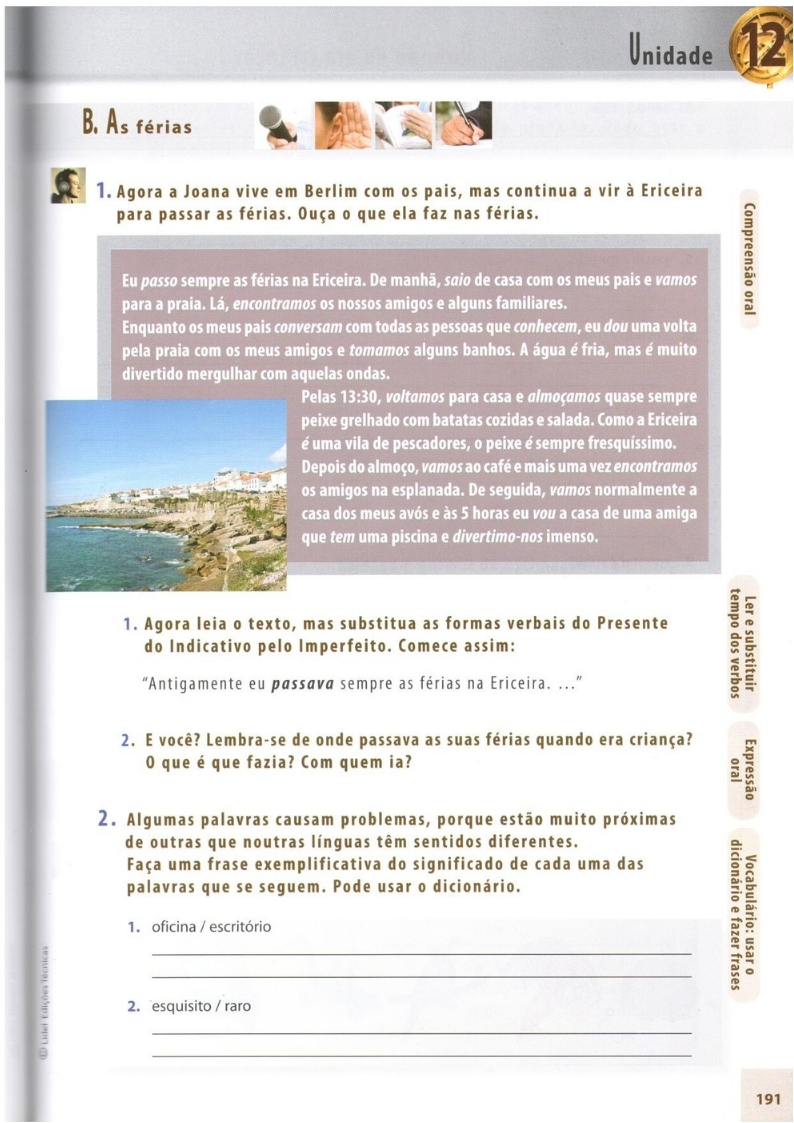 Unidade 12
B. As férias
1. Agora a Joana vive em Berlim com os pais, mas continua a vir à Ericeira
para passar as férias. Ouça o que ela faz nas férias.
Compreensão oral
Eu passo sempre as férias na Ericeira. De manhã, saio de casa com os meus pais e vamos
para a praia. Lá, encontramos os nossos amigos e alguns familiares.
Enquanto os meus pais conversam com todas as pessoas que conhecem, eu dou uma volta
pela praia com os meus amigos e tomamos alguns banhos. A água é fria, mas é muito
divertido mergulhar com aquelas ondas.
Pelas 13:30, voltamos para casa e almoçamos quase sempre
peixe grelhado com batatas cozidas e salada. Como a Ericeira
é uma vila de pescadores, o peixe é sempre fresquíssimo.
Depois do almoço, vamos ao café e mais uma vez encontramos
os amigos na esplanada. De seguida, vamos normalmente a
casa dos meus avós e às 5 horas eu vou a casa de uma amiga
que tem uma piscina e divertimo-nos imenso.
1. Agora leia o texto, mas substitua as formas verbais do Presente
do Indicativo pelo Imperfeito. Comece assim:
"Antigamente eu passava sempre as férias na Ericeira. ..."
Ler e substituir
tempo dos verbos
2. E você? Lembra-se de onde passava as suas férias quando era criança?
O que é que fazia? Com quem ia?
Expressão
oral
2. Algumas palavras causam problemas, porque estão muito próximas
de outras que noutras línguas têm sentidos diferentes.
Faça uma frase exemplificativa do significado de cada uma das
palavras que se seguem. Pode usar o dicionário.
Vocabulário: usar o
dicionário e fazer frases
1. oficina / escritório
2. esquisito / raro
© Lidel Edições Técnicas
191